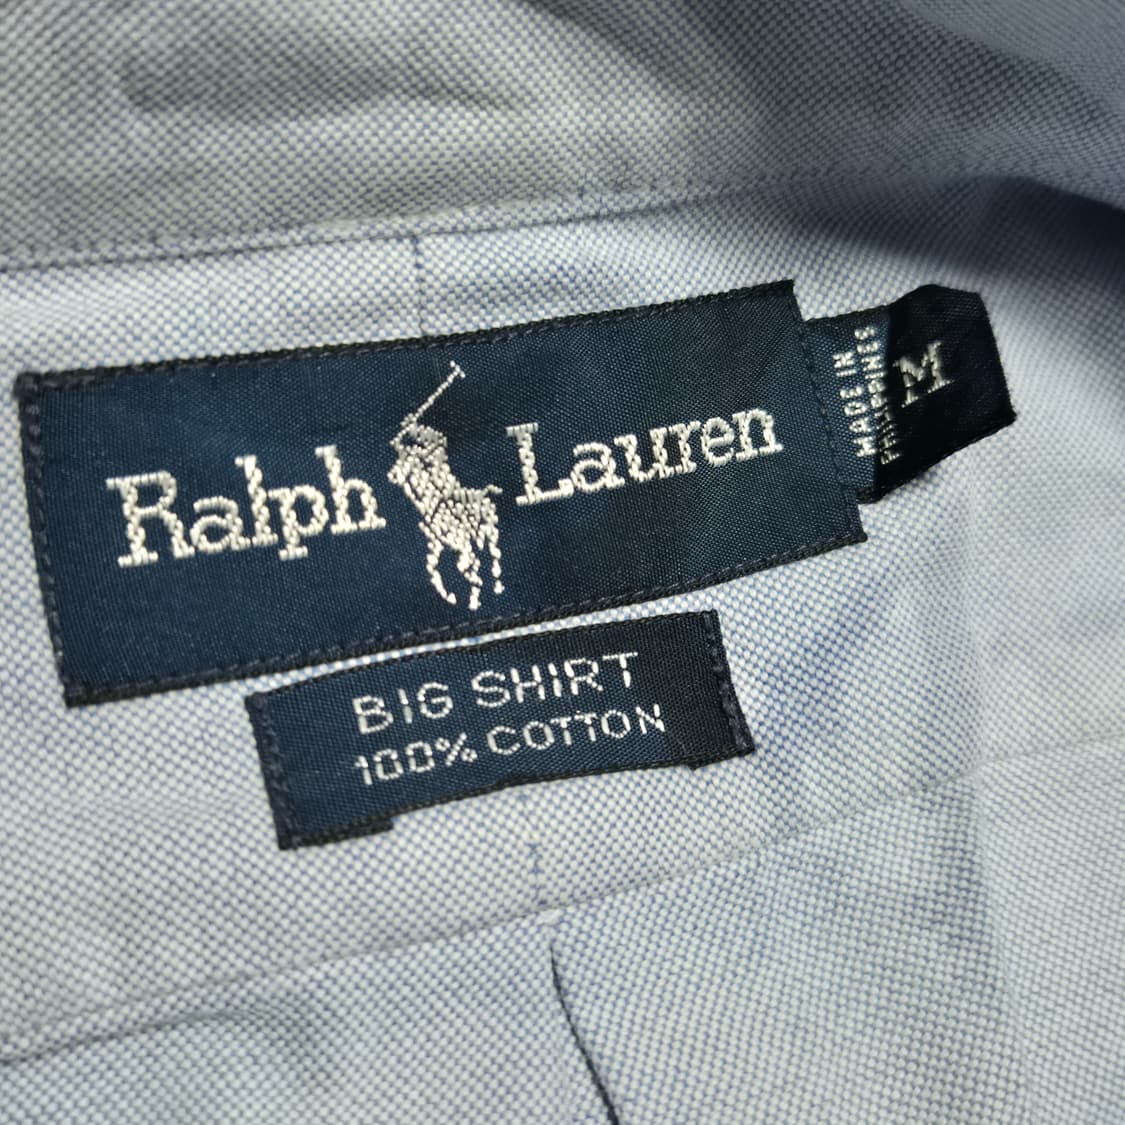 Ralph Lauren
MADE IN
PHILIPPINES
M
BIG SHIRT
100% COTTON